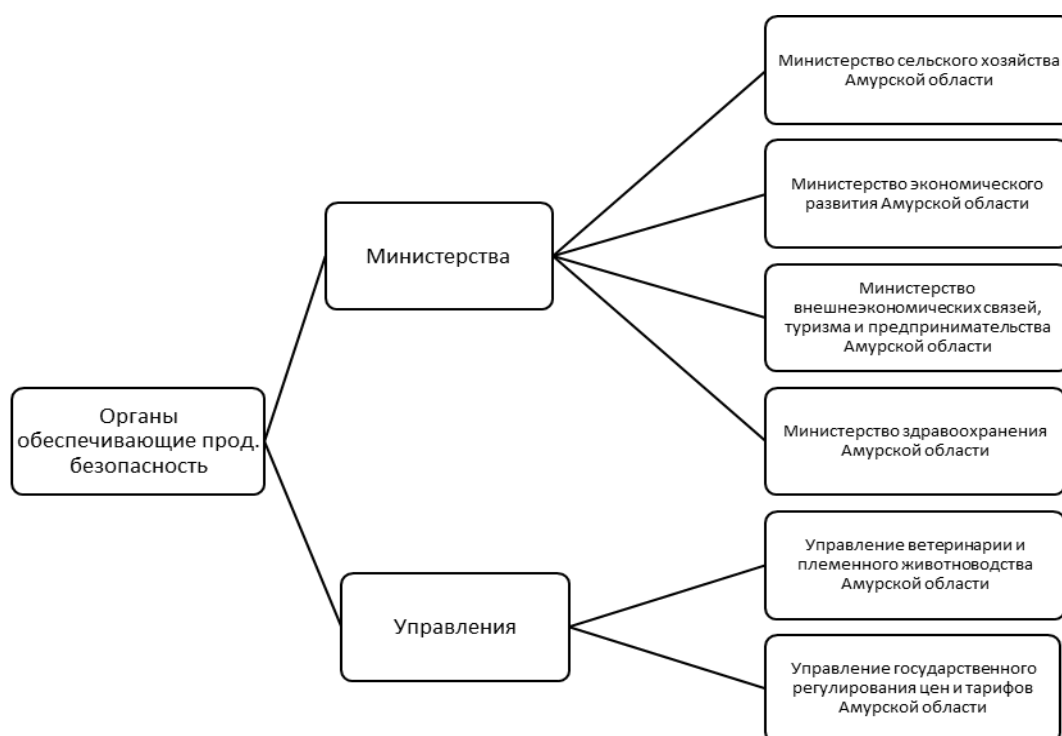 Министерство сельского хозяйства
Амурской области
Министерство экономического
развития Амурской области
Министерства
Министерство
внешнеэкономических связей,
туризма и предпринимательства
Амурской области
Органы
обеспечивающие прод.
безопасность
Министерство здравоохранения
Амурской области
Управление ветеринарии и
племенного животноводства
Амурской области
Управления
Управление государственного
регулирования цен и тарифов
Амурской области